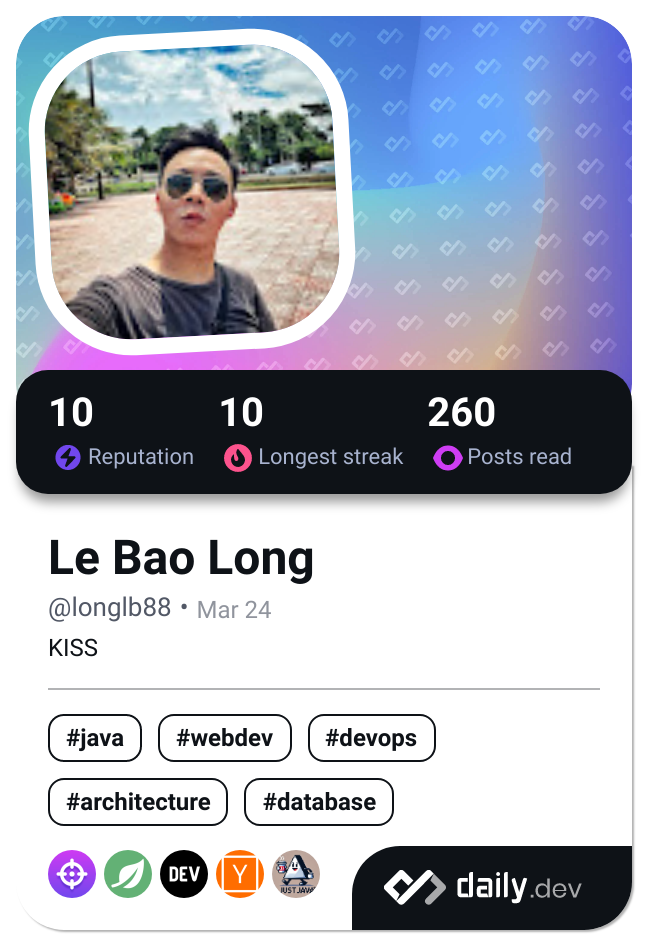 10 10 260
Reputation Longest streak Posts read
Le Bao Long
@longlb88 • Mar 24
KISS
#java #webdev #devops
#architecture #database
DEV Y JUST JAVA
daily.dev